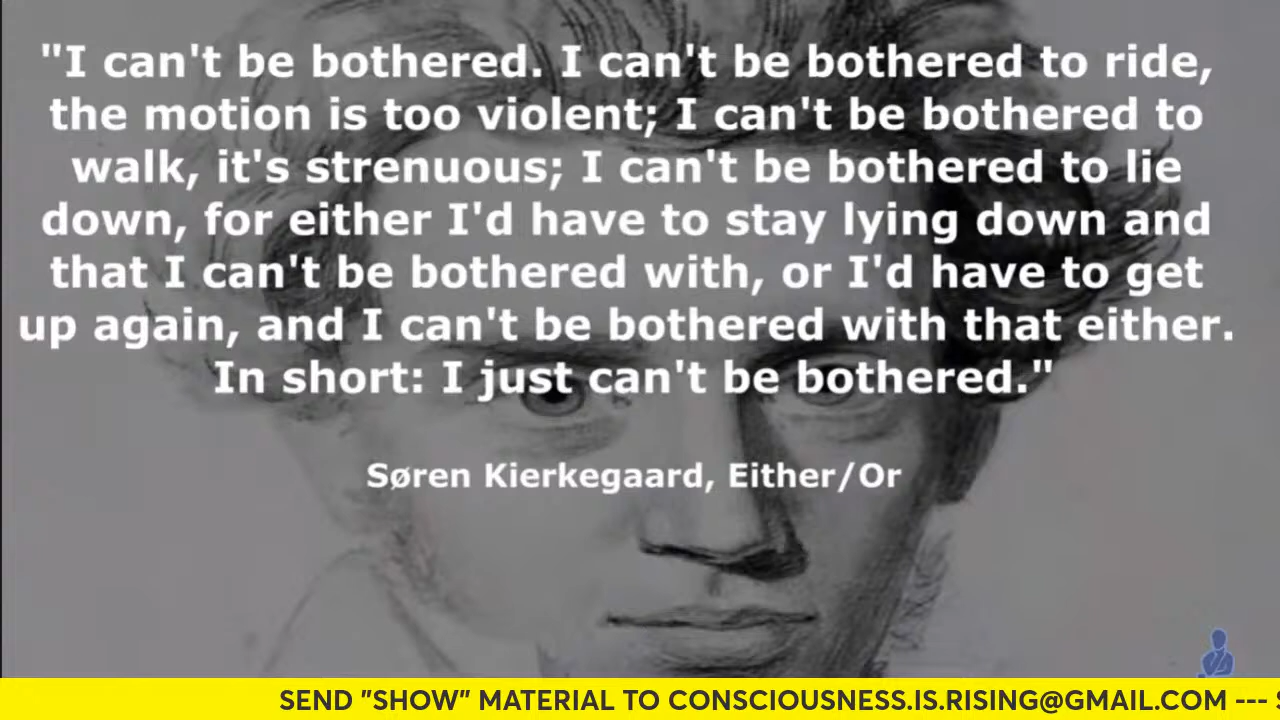 "I can't be bothered. I can't be bothered to ride,
the motion is too violent; I can't be bothered to
walk, it's strenuous; I can't be bothered to lie
down, for either I'd have to stay lying down and
that I can't be bothered with, or I'd have to get
up again, and I can't be bothered with that either.
In short: I just can't be bothered."
Søren Kierkegaard, Either/Or
SEND "SHOW" MATERIAL TO CONSCIOUSNESS.IS.RISING@GMAIL.COM ---